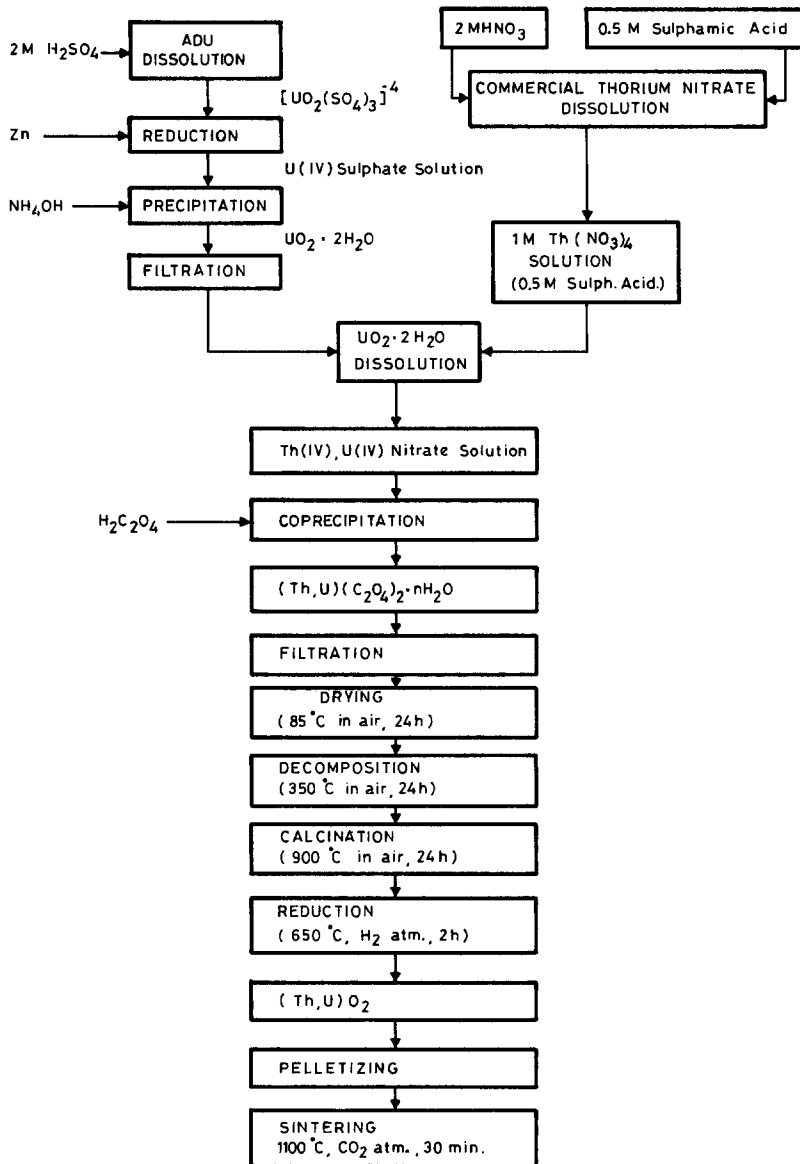 2M H₂SO₄
ADU
DISSOLUTION
[UO₂(SO₄)₃]⁻⁴
Zn
REDUCTION
U(IV) Sulphate Solution
NH₄OH
PRECIPITATION
UO₂·2H₂O
FILTRATION
2MHNO₃
0.5 M Sulphamic Acid
COMMERCIAL THORIUM NITRATE
DISSOLUTION
1M Th(NO₃)₄
SOLUTION
(0.5M Sulph. Acid.)
UO₂·2H₂O
DISSOLUTION
Th(IV), U(IV) Nitrate Solution
H₂C₂O₄
COPRECIPITATION
(Th,U)(C₂O₄)₂·nH₂O
FILTRATION
DRYING
(85 °C in air, 24h)
DECOMPOSITION
(350 °C in air, 24h)
CALCINATION
(900 °C in air, 24h)
REDUCTION
(650 °C, H₂ atm., 2h)
(Th,U)O₂
PELLETIZING
SINTERING
1100 °C, CO₂ atm., 30 min.